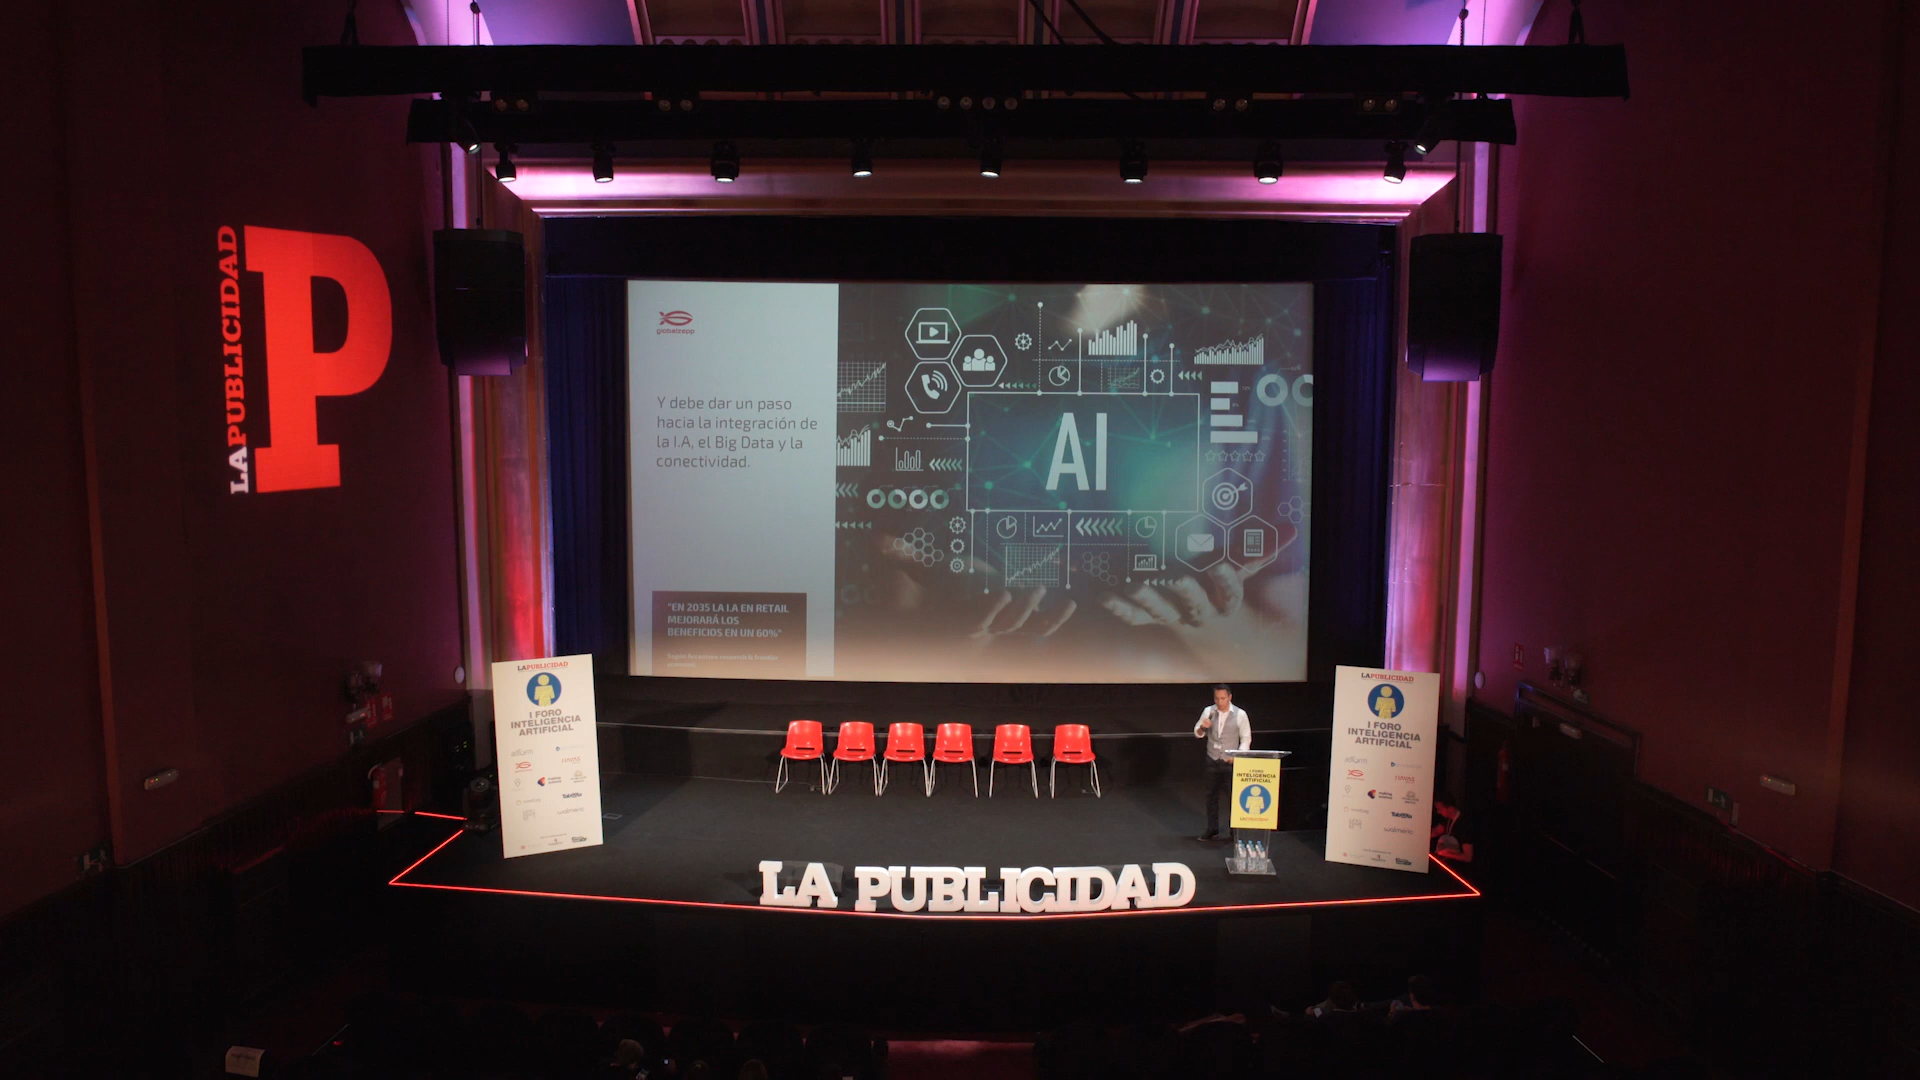 LAPUBLICIDAD
P
globalzapp
Y debe dar un paso
hacia la integración de
la I.A, el Big Data y la
conectividad.
"EN 2035 LA I.A EN RETAIL
MEJORARÁ LOS
BENEFICIOS EN UN 60%"
AI
LAPUBLICIDAD
I FORO
INTELIGENCIA
ARTIFICIAL
LAPUBLICIDAD
I FORO
INTELIGENCIA
ARTIFICIAL
I FORO
INTELIGENCIA
ARTIFICIAL
LA PUBLICIDAD